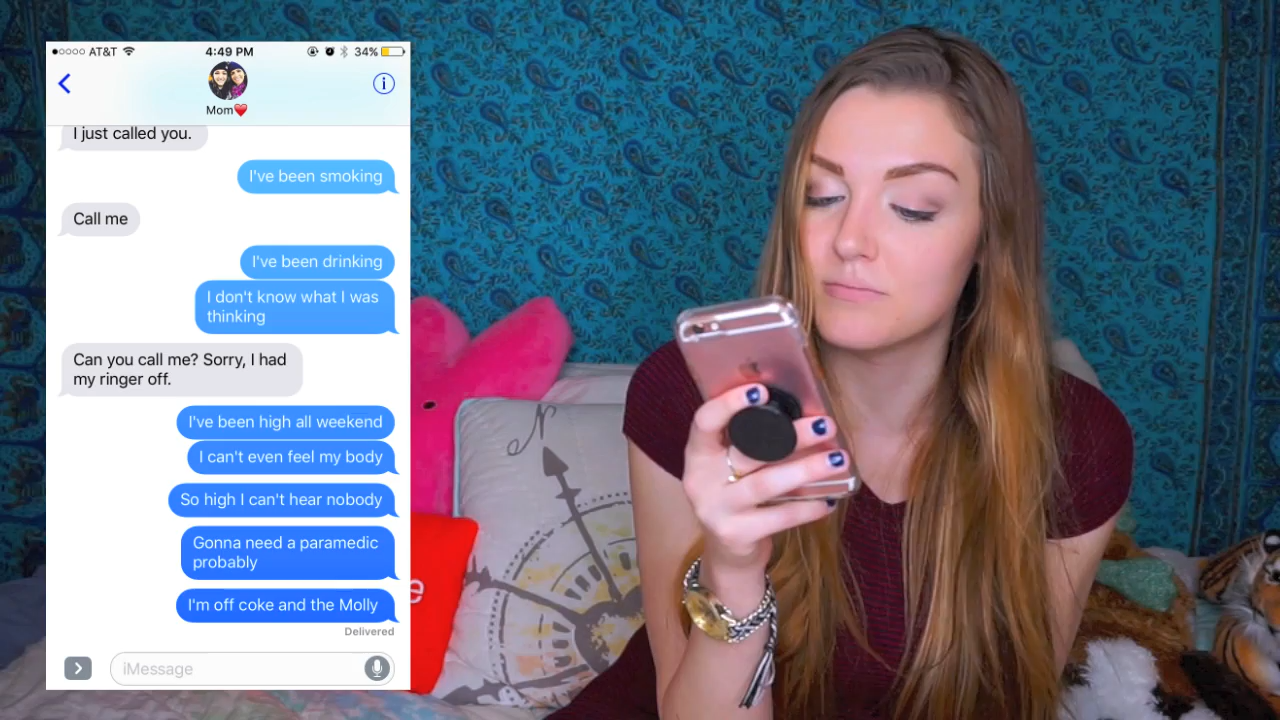 AT&T 4:49 PM 34%
Mom❤️
I just called you.
I've been smoking
Call me
I've been drinking
I don't know what I was
thinking
Can you call me? Sorry, I had
my ringer off.
I've been high all weekend
I can't even feel my body
So high I can't hear nobody
Gonna need a paramedic
probably
I'm off coke and the Molly
Delivered
iMessage
N
e